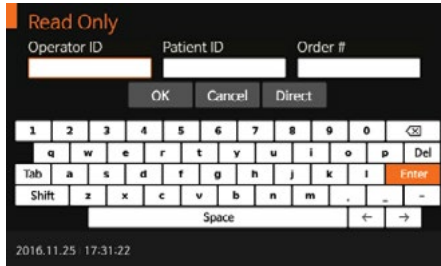 Read Only
Operator ID Patient ID Order #
OK Cancel Direct
1 2 3 4 5 6 7 8 9 0
q w e r t y u i o p Del
Tab a s d f g h j k l Enter
Shift z x c v b n m , _ -
Space ← →
2016.11.25 17:31:22